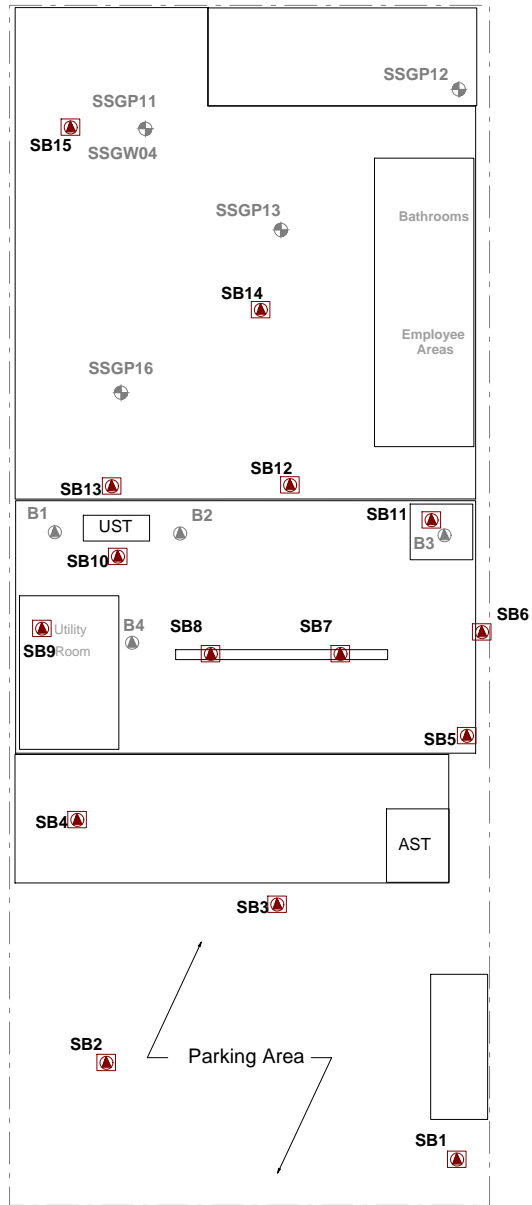 SSGP12
SSGP11
SB15
SSGW04
SSGP13
Bathrooms
SB14
Employee
Areas
SSGP16
SB12
SB13
B1
UST
B2
SB11
B3
SB10
SB6
Utility
B4
SB8
SB7
SB9
Room
SB5
SB4
AST
SB3
SB2
Parking Area
SB1